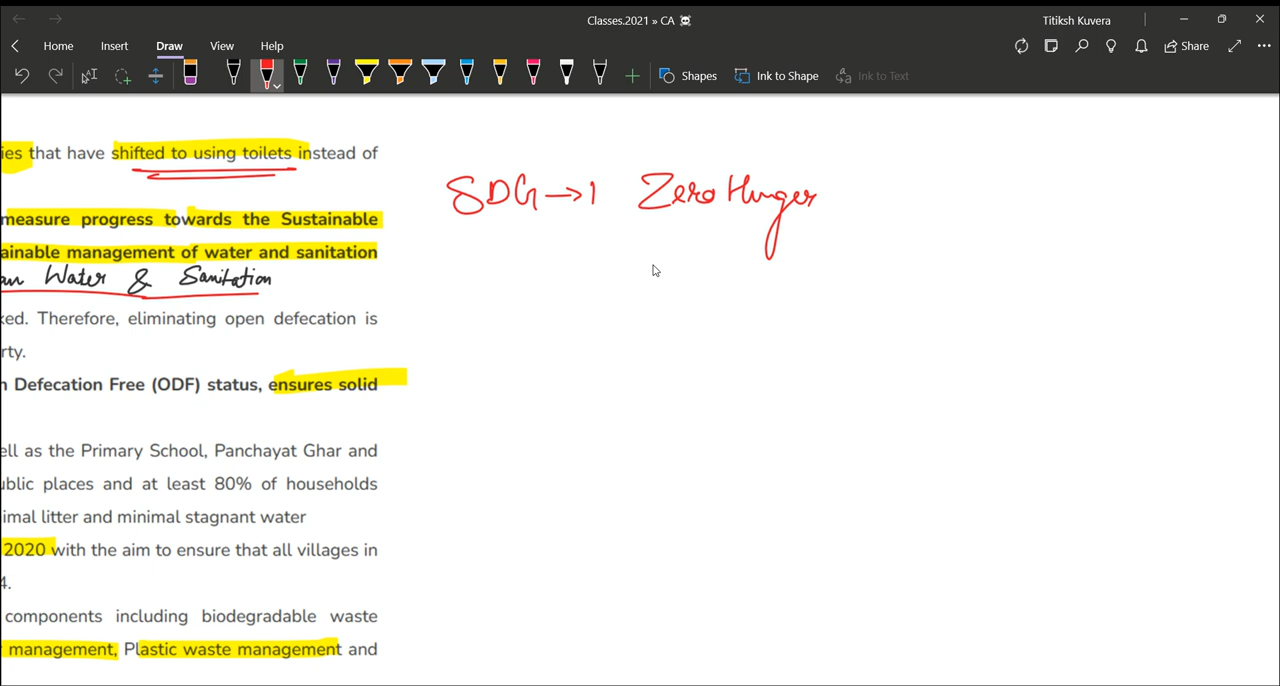 Classes.2021 » CA ☠
Titiksh Kuvera
Home Insert Draw View Help
Share
Shapes Ink to Shape Ink to Text
ies that have shifted to using toilets instead of
measure progress towards the Sustainable
ainable management of water and sanitation
an Water & Sanitation
ked. Therefore, eliminating open defecation is
rty.
n Defecation Free (ODF) status, ensures solid
ell as the Primary School, Panchayat Ghar and
ublic places and at least 80% of households
imal litter and minimal stagnant water
2020 with the aim to ensure that all villages in
4.
components including biodegradable waste
management, Plastic waste management and
SDG → 1 Zero Hunger